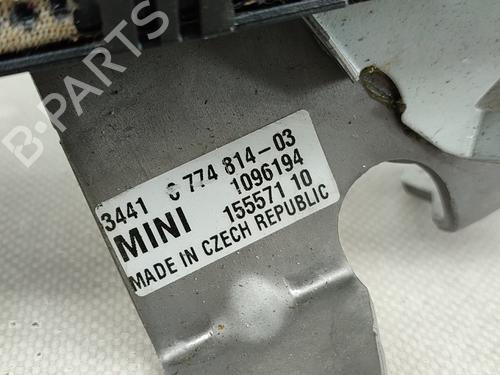 B-PARTS
3441 6 774 814-03
1096194
MINI 155571 10
MADE IN CZECH REPUBLIC